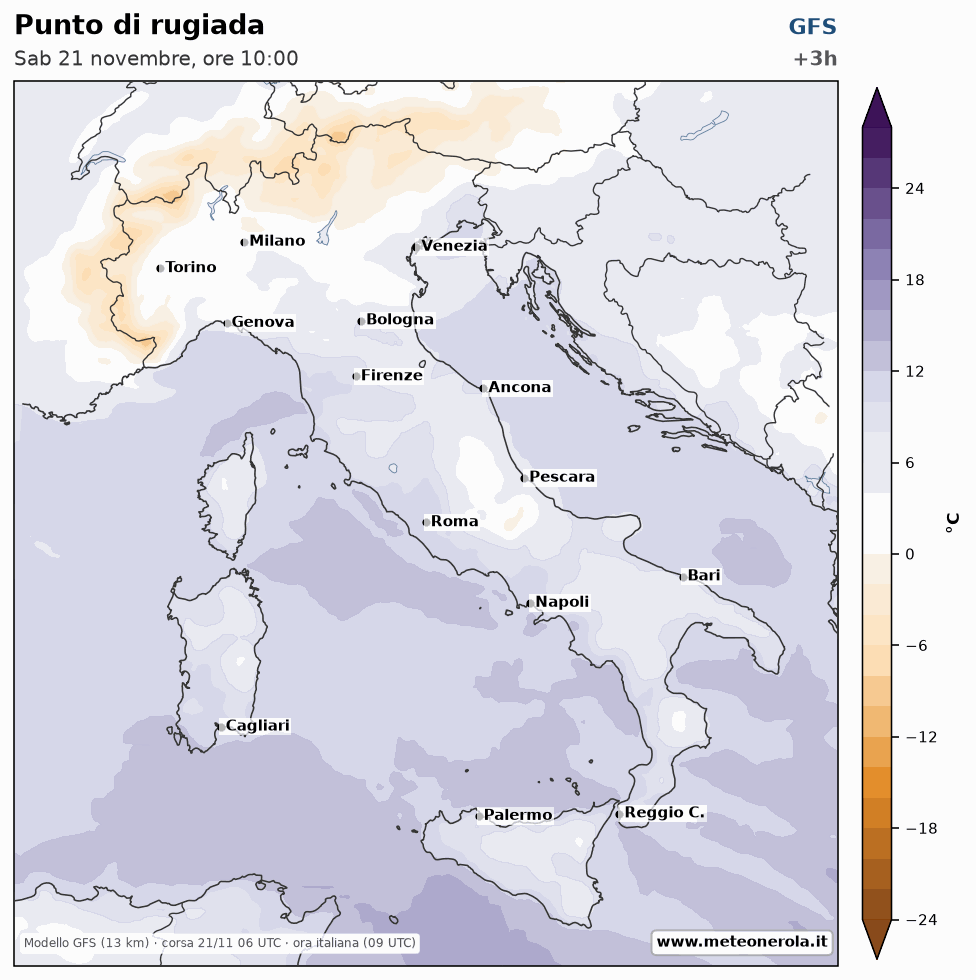 Punto di rugiada
GFS
Sab 21 novembre, ore 10:00
+3h
Milano
Venezia
Torino
Genova
Bologna
Firenze
Ancona
Pescara
Roma
Bari
Napoli
Cagliari
Palermo
Reggio C.
24
18
12
6
0
−6
−12
−18
−24
°C
Modello GFS (13 km) · corsa 21/11 06 UTC · ora italiana (09 UTC)
www.meteonerola.it